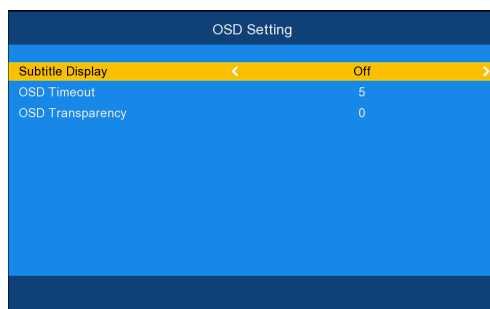 OSD Setting
Subtitle Display Off
OSD Timeout 5
OSD Transparency 0